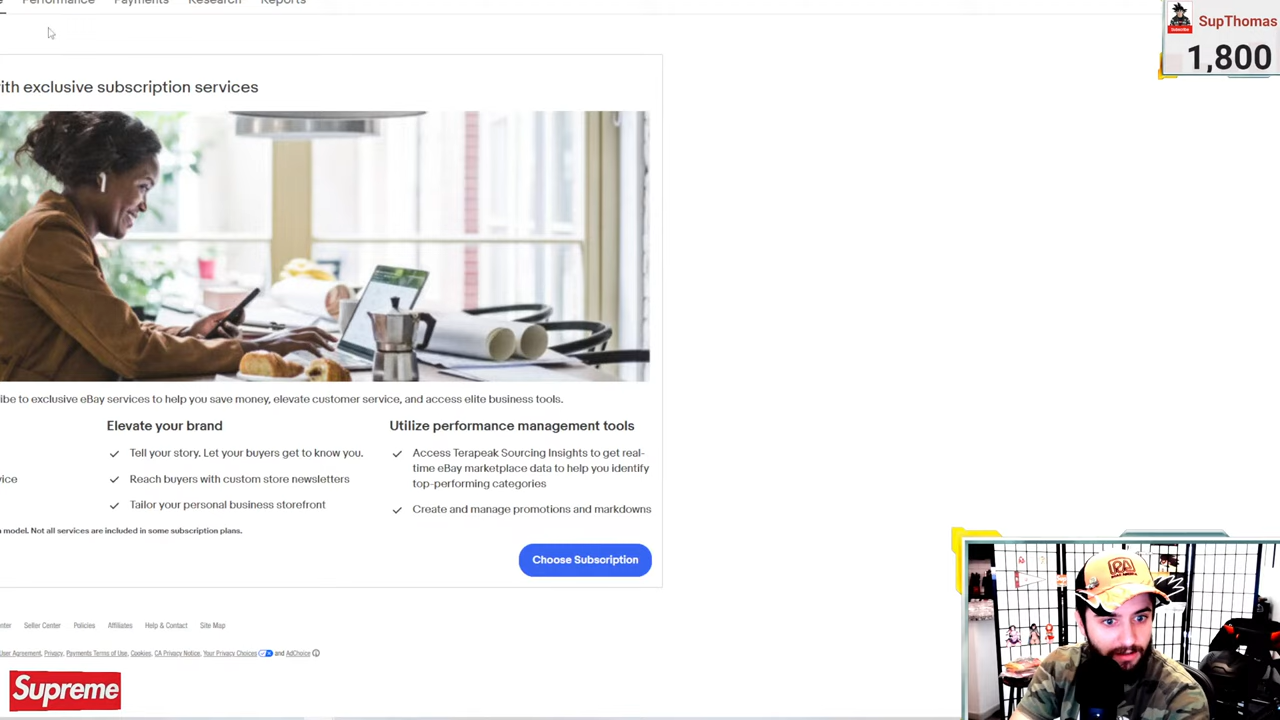 Performance Payments Research Reports
SupThomas
Subscribe
1,800
ith exclusive subscription services
ibe to exclusive eBay services to help you save money, elevate customer service, and access elite business tools.
Elevate your brand
Tell your story. Let your buyers get to know you.
vice
Reach buyers with custom store newsletters
Tailor your personal business storefront
Utilize performance management tools
Access Terapeak Sourcing Insights to get real-
time eBay marketplace data to help you identify
top-performing categories
Create and manage promotions and markdowns
model. Not all services are included in some subscription plans.
Choose Subscription
nter Seller Center Policies Affiliates Help & Contact Site Map
User Agreement, Privacy, Payments Terms of Use, Cookies, CA Privacy Notice, Your Privacy Choices and AdChoice
Supreme